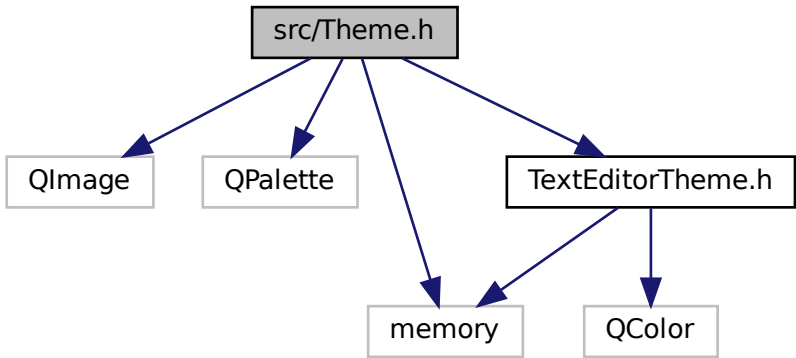 src/Theme.h
QImage
QPalette
TextEditorTheme.h
memory
QColor